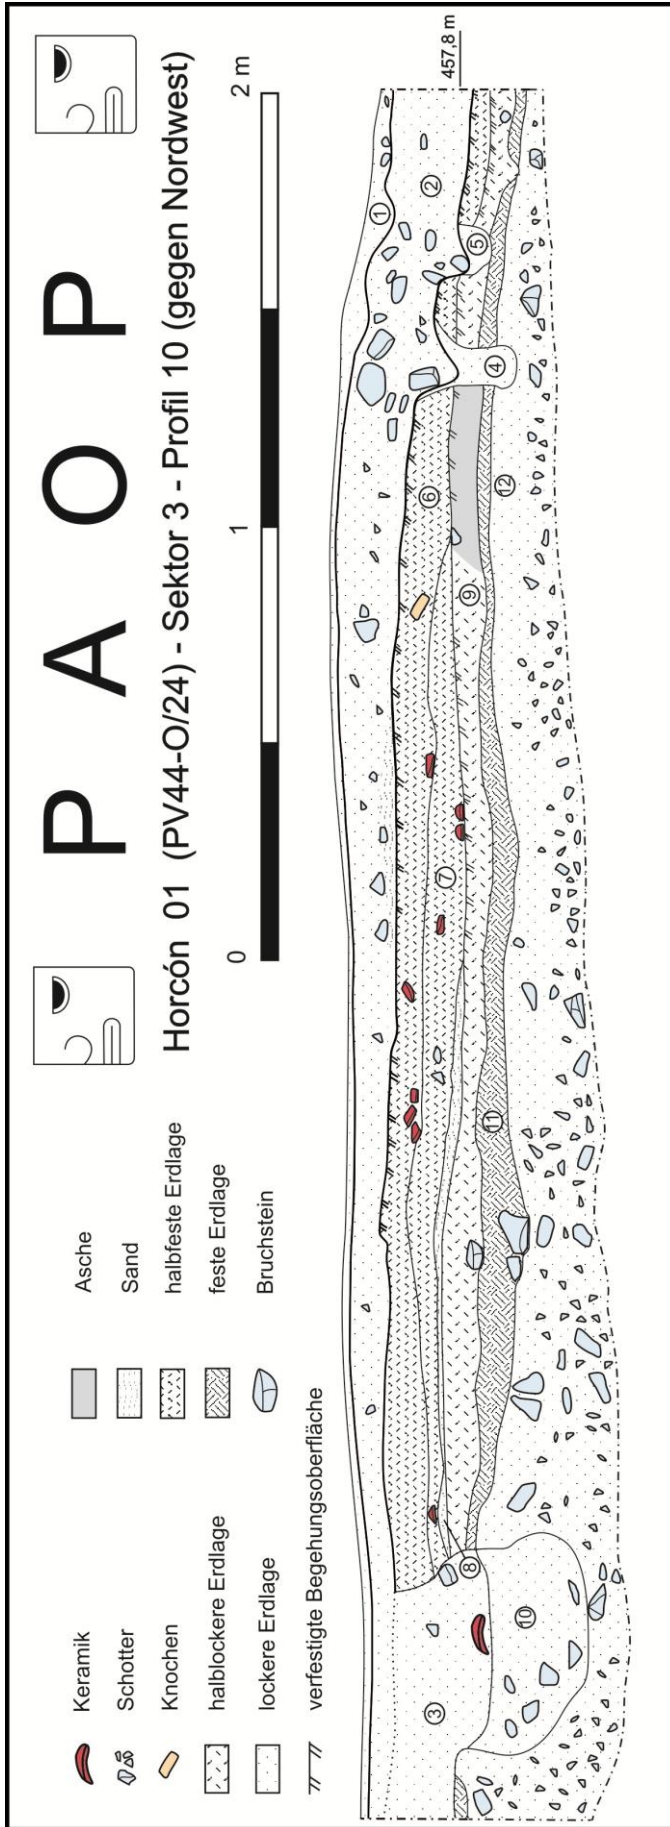 P A O P
Horcón 01 (PV44-O/24) - Sektor 3 - Profil 10 (gegen Nordwest)
0 1 2 m
Keramik
Schotter
Knochen
halblockere Erdlage
lockere Erdlage
verfestigte Begehungsoberfläche
Asche
Sand
halbfeste Erdlage
feste Erdlage
Bruchstein
457,8 m
1
2
3
4
5
6
7
8
9
10
11
12